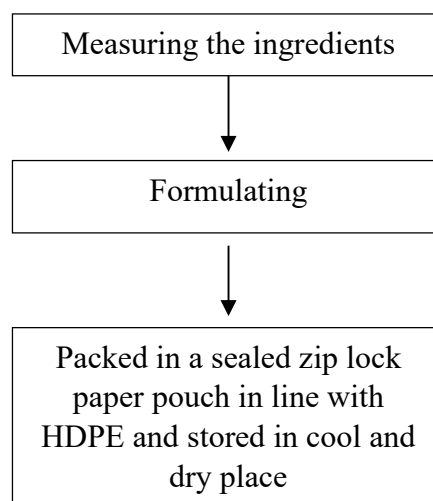 Measuring the ingredients
Formulating
Packed in a sealed zip lock
paper pouch in line with
HDPE and stored in cool and
dry place